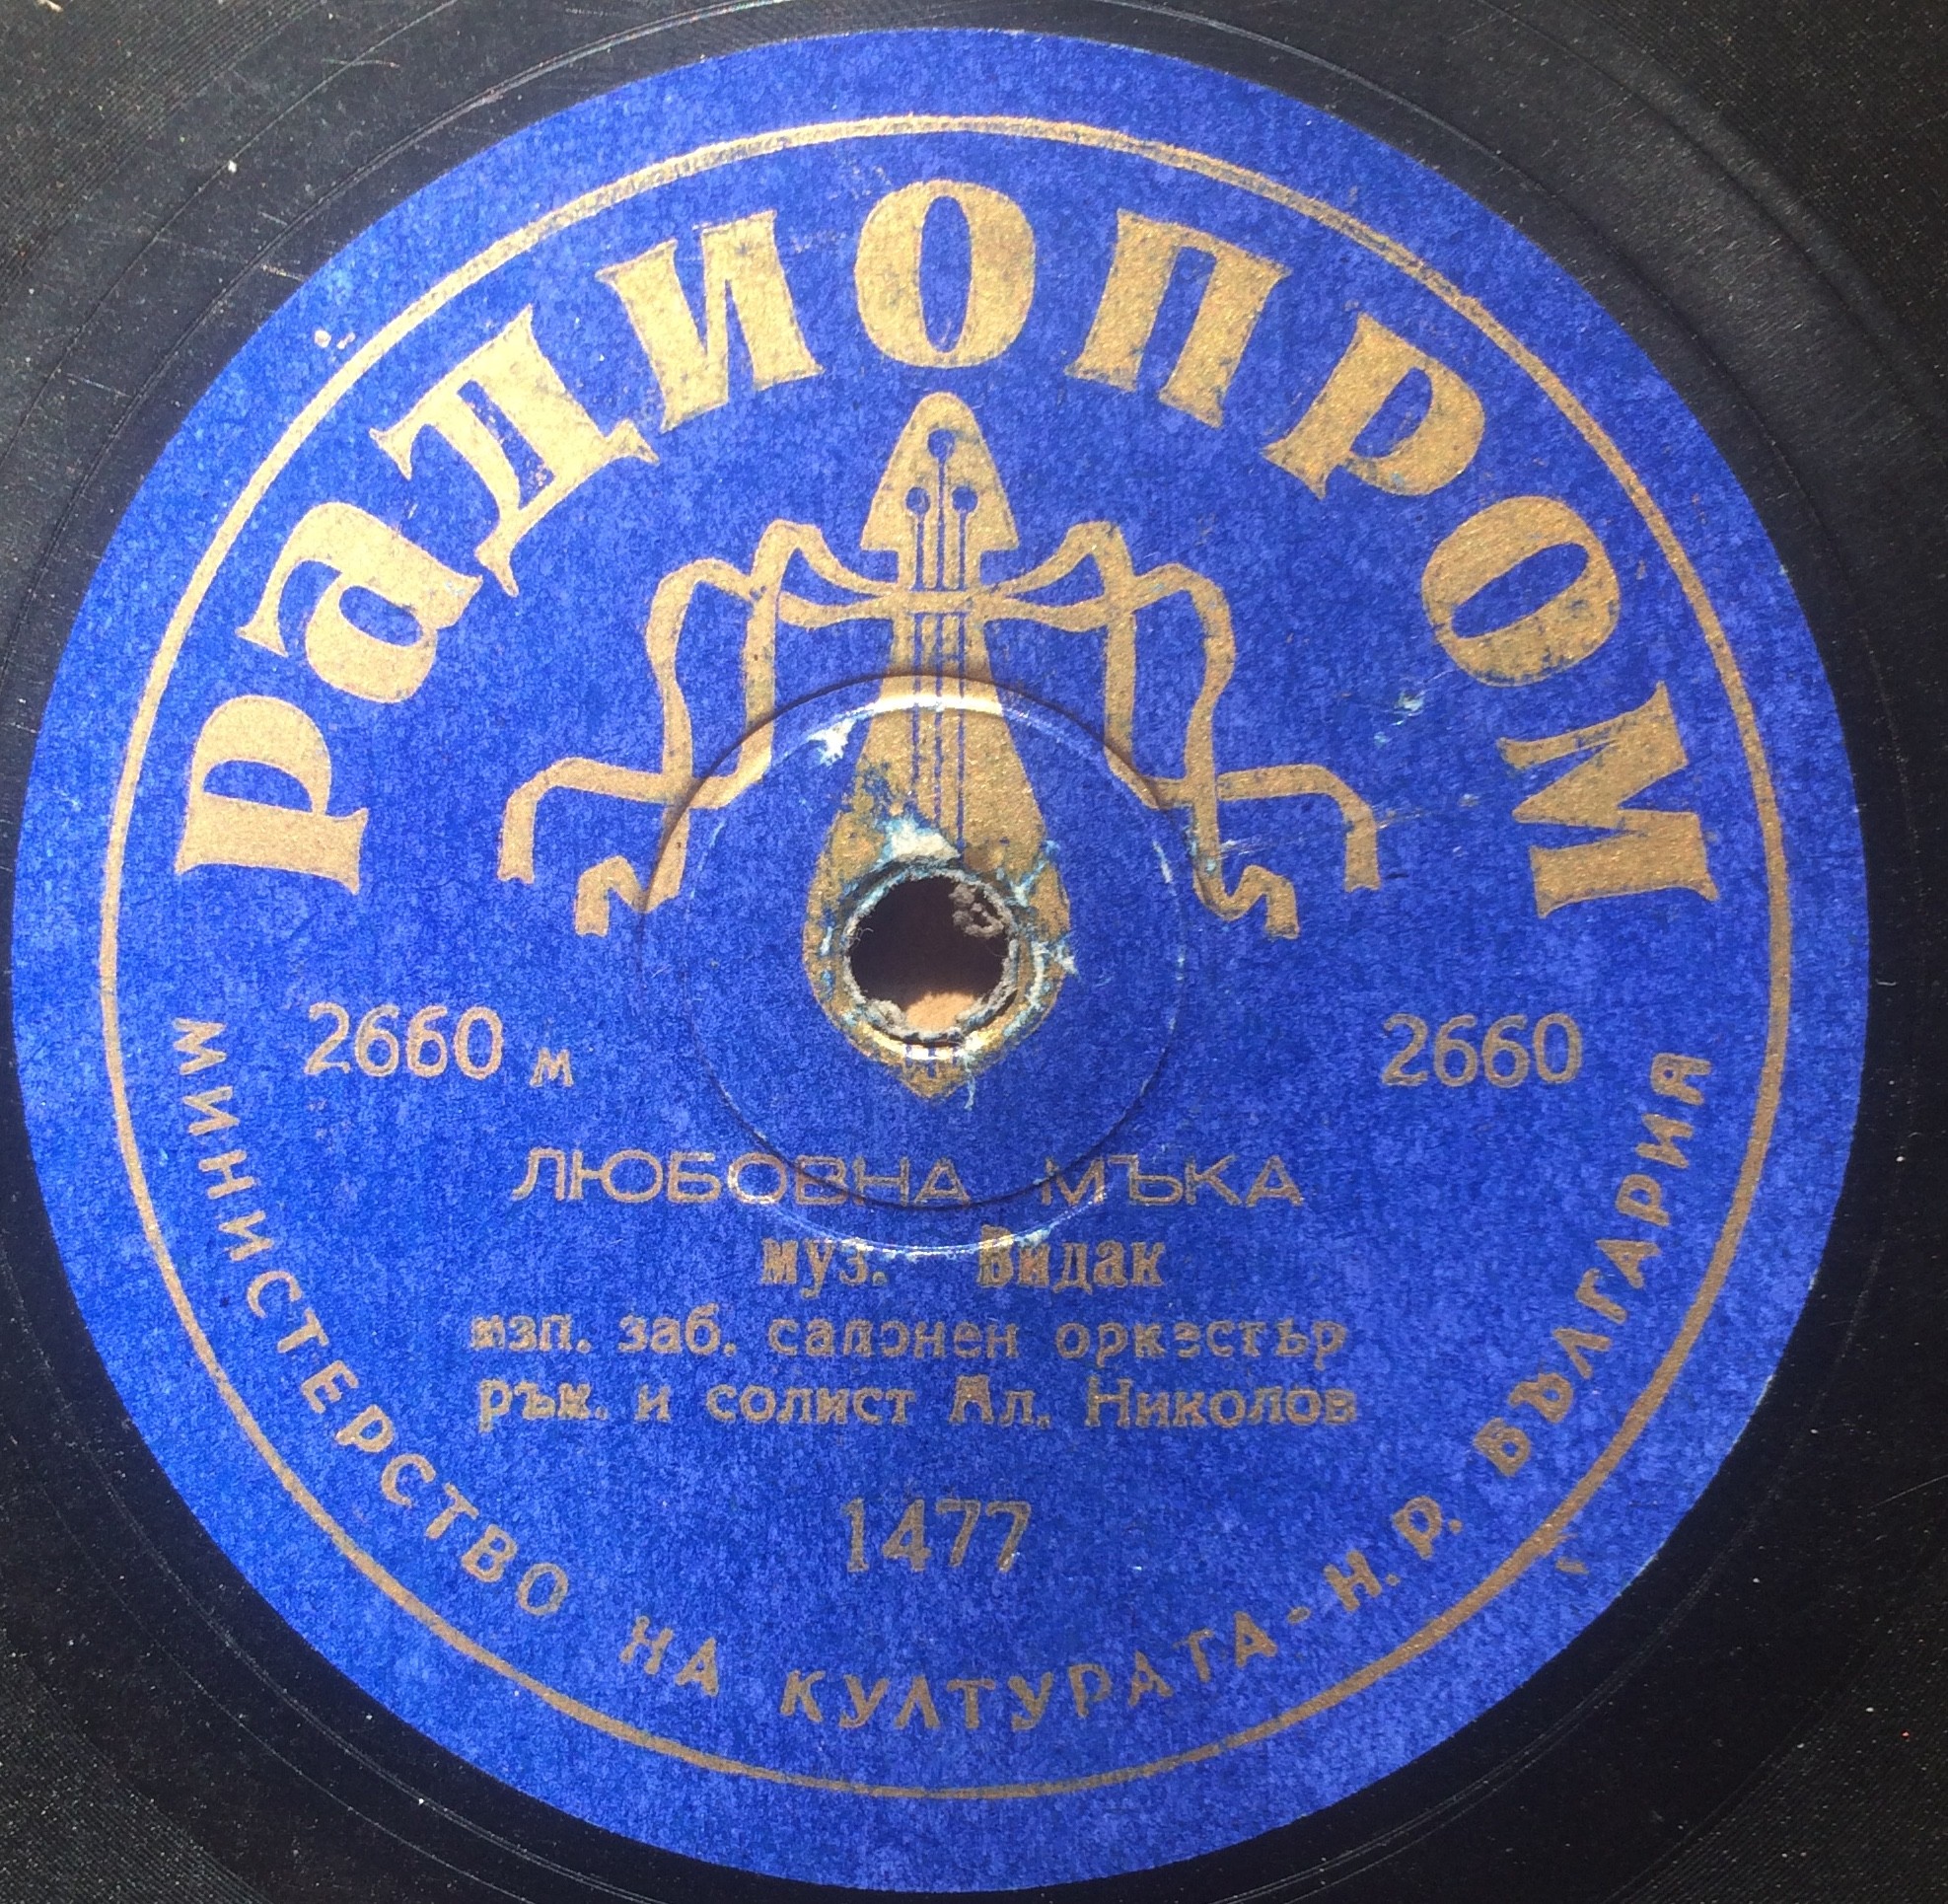 Радиопром
2660 м
2660
ЛЮБОВНА МЪКА
муз. Видак
изп. заб. салонен оркестър
рък. и солист Ал. Николов
1477
МИНИСТЕРСТВО НА КУЛТУРАТА - Н. Р. БЪЛГАРИЯ